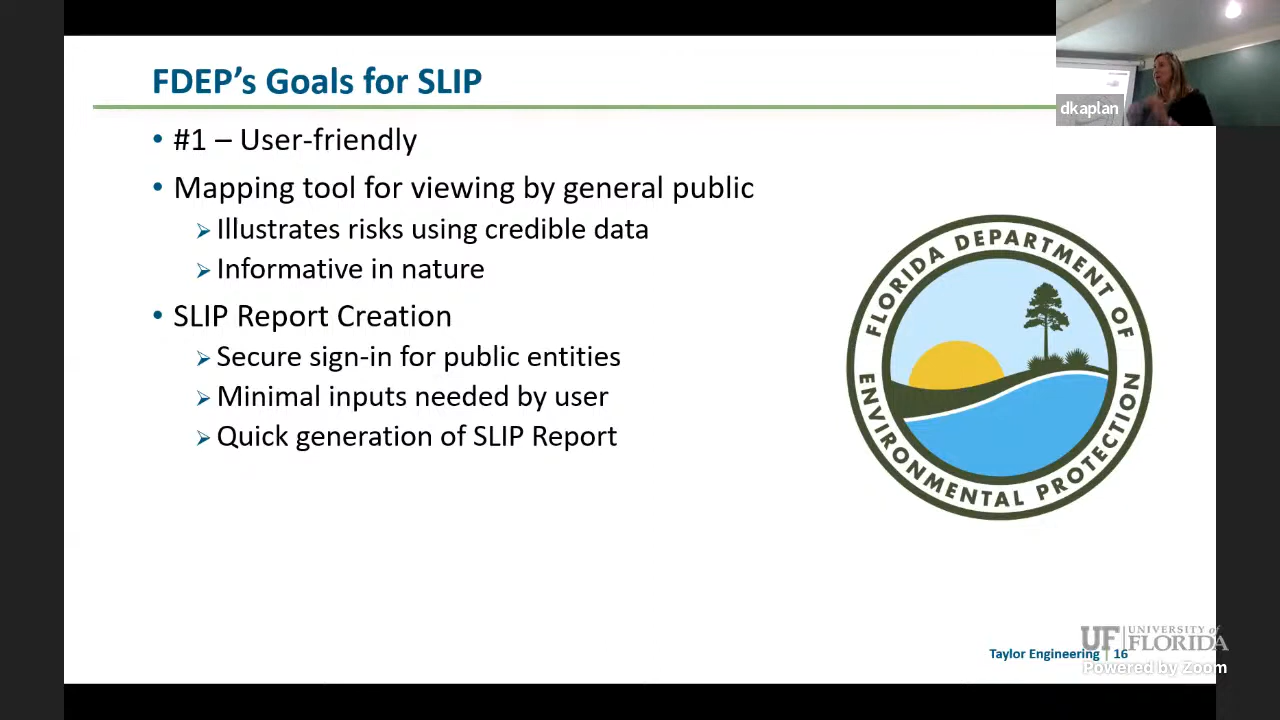 FDEP's Goals for SLIP
dkaplan
• #1 – User-friendly
• Mapping tool for viewing by general public
➢ Illustrates risks using credible data
➢ Informative in nature
• SLIP Report Creation
➢ Secure sign-in for public entities
➢ Minimal inputs needed by user
➢ Quick generation of SLIP Report
FLORIDA DEPARTMENT OF
ENVIRONMENTAL PROTECTION
Taylor Engineering | 16
UF UNIVERSITY of
FLORIDA
Powered by Zoom